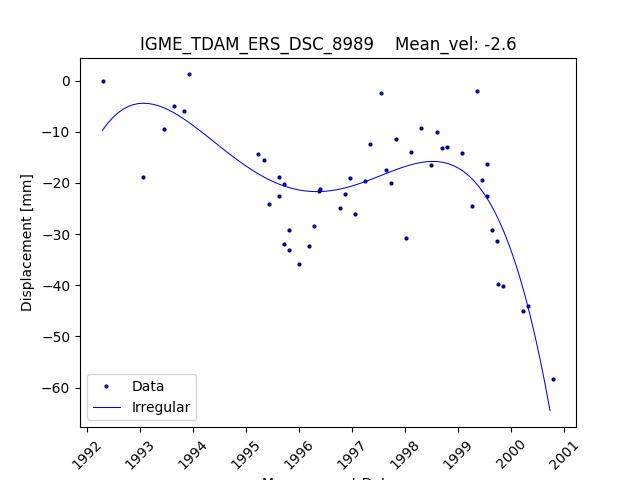 IGME_TDAM_ERS_DSC_8989    Mean_vel: -2.6
Displacement [mm]
0
−10
−20
−30
−40
−50
−60
Data
Irregular
1992 1993 1994 1995 1996 1997 1998 1999 2000 2001